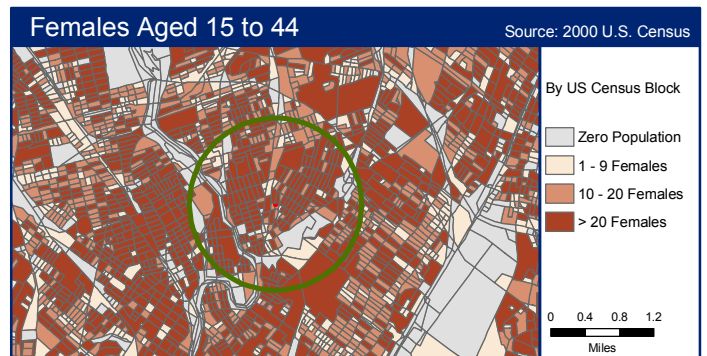 Females Aged 15 to 44
Source: 2000 U.S. Census
By US Census Block
Zero Population
1 - 9 Females
10 - 20 Females
> 20 Females
0 0.4 0.8 1.2
Miles